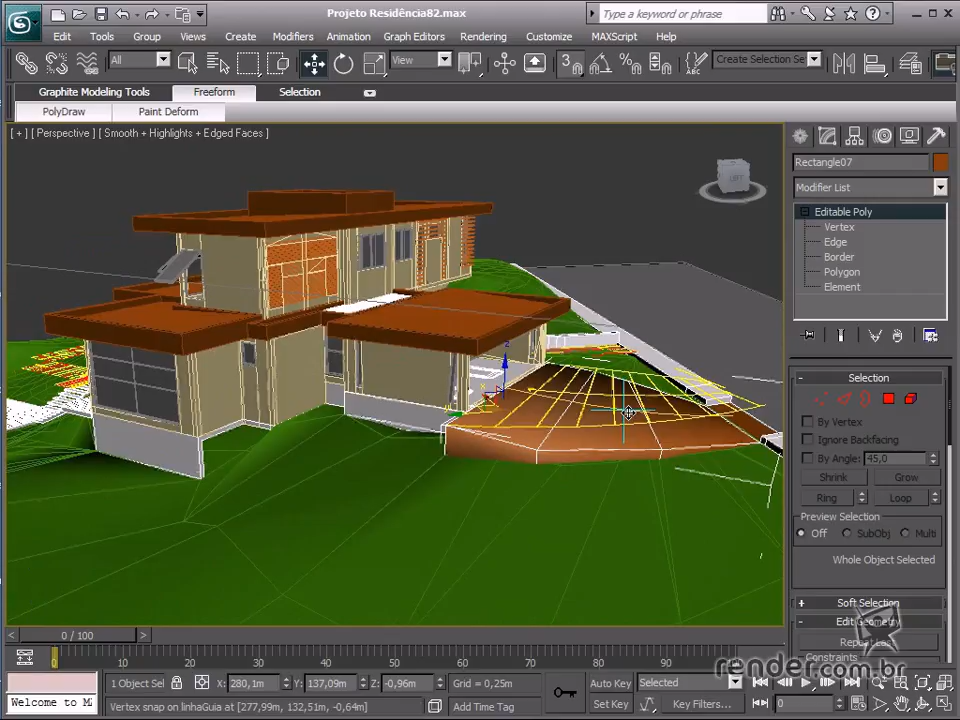 Projeto Residência82.max
Type a keyword or phrase
Edit Tools Group Views Create Modifiers Animation Graph Editors Rendering Customize MAXScript Help
All View 3 Create Selection Se
Graphite Modeling Tools Freeform Selection
PolyDraw Paint Deform
[ + ] [ Perspective ] [ Smooth + Highlights + Edged Faces ]
LEFT
Rectangle07
Modifier List
Editable Poly
Vertex
Edge
Border
Polygon
Element
- Selection
By Vertex
Ignore Backfacing
By Angle: 45,0
Shrink Grow
Ring Loop
Preview Selection
Off SubObj Multi
Whole Object Selected
+ Soft Selection
- Edit Geometry
Repeat Last
Constraints
z
x
< 0 / 100 >
0 10 20 30 40 50 60 70 80 90
render.com.br
1 Object Sel X: 280,1m Y: 137,09m Z: -0,96m Grid = 0,25m Auto Key Selected
Welcome to M Vertex snap on linhaGuia at [277,99m, 132,51m, -0,64m] Add Time Tag Set Key Key Filters... 0